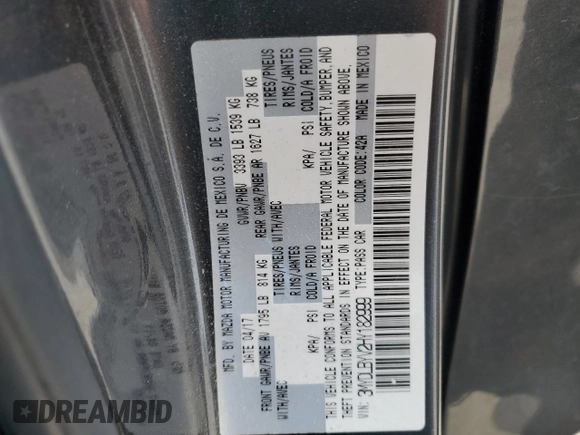 MFD. BY MAZDA MOTOR MANUFACTURING DE MEXICO S.A. DE C.V.
DATE 04/17 GVWR/PNBV 3393 LB 1539 KG
FRONT GAWR/PNBE AV 1795 LB 814 KG REAR GAWR/PNBE AR 1627 LB 738 KG
WITH/AVEC TIRES/PNEUS WITH/AVEC TIRES/PNEUS
RIMS/JANTES RIMS/JANTES
KPA/ PSI COLD/A FROID KPA/ PSI COLD/A FROID
THIS VEHICLE CONFORMS TO ALL APPLICABLE FEDERAL MOTOR VEHICLE SAFETY, BUMPER, AND
THEFT PREVENTION STANDARDS IN EFFECT ON THE DATE OF MANUFACTURE SHOWN ABOVE.
VIN: 3MYDLBYV2HY182999 TYPE:PASS CAR COLOR CODE:42A MADE IN MEXICO
DREAMBID